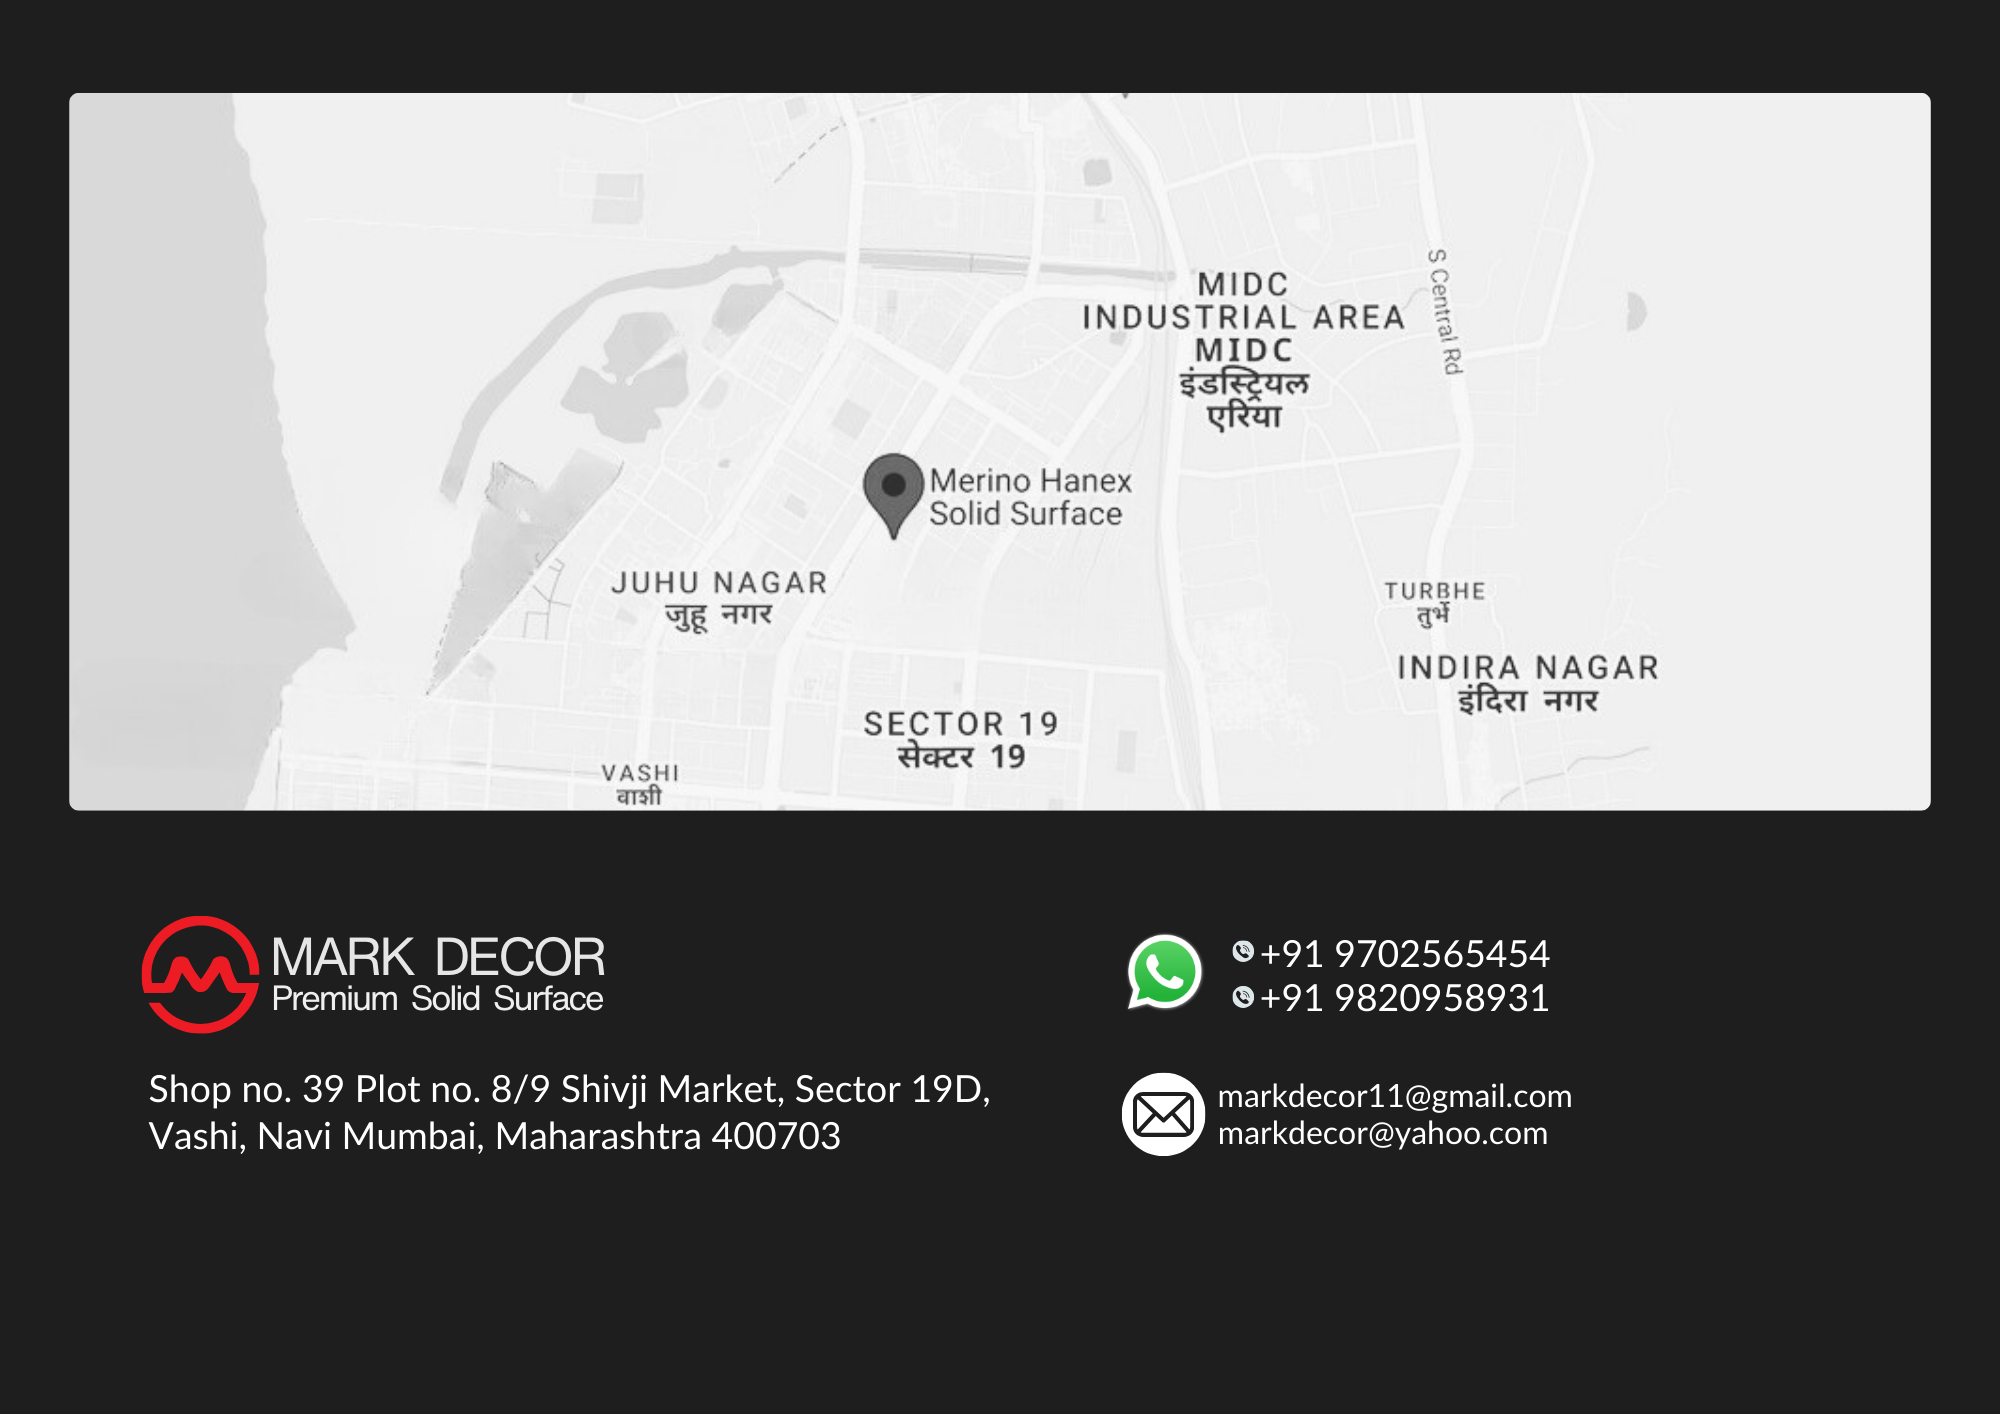 MIDC
INDUSTRIAL AREA
MIDC
इंडस्ट्रियल
एरिया
S Central Rd
Merino Hanex
Solid Surface
JUHU NAGAR
जुहू नगर
TURBHE
तुर्भे
INDIRA NAGAR
इंदिरा नगर
SECTOR 19
सेक्टर 19
VASHI
वाशी
MARK DECOR
Premium Solid Surface
Shop no. 39 Plot no. 8/9 Shivji Market, Sector 19D,
Vashi, Navi Mumbai, Maharashtra 400703
+91 9702565454
+91 9820958931
markdecor11@gmail.com
markdecor@yahoo.com